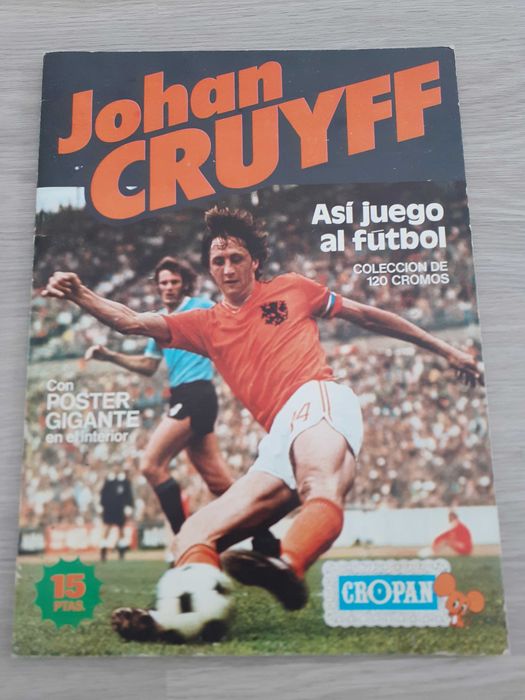 Johan
CRUYFF
Así juego
al fútbol
COLECCION DE
120 CROMOS
Con
POSTER
GIGANTE
en el interior
14
15
PTAS.
CROPAN